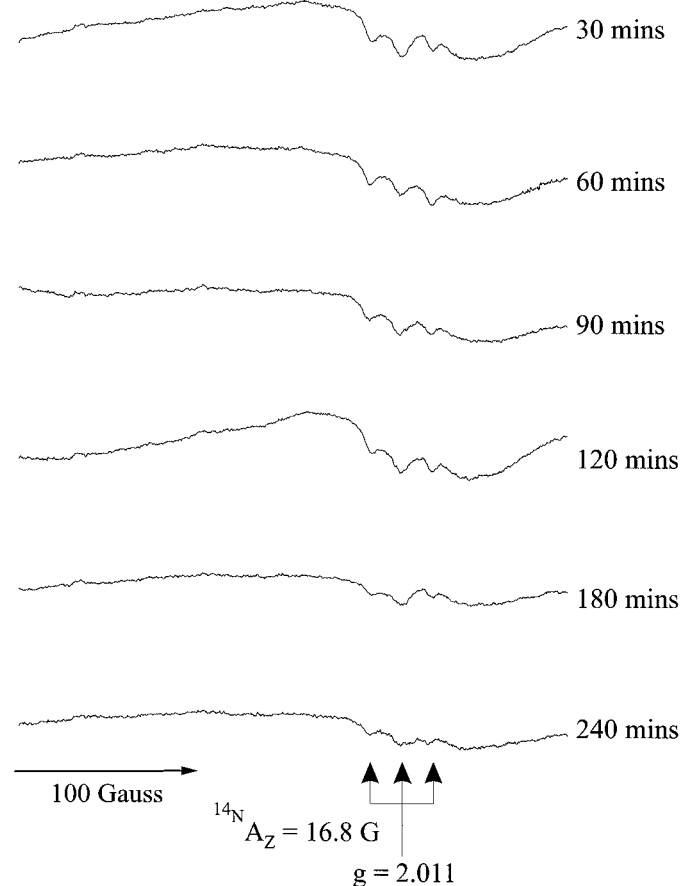 30 mins
60 mins
90 mins
120 mins
180 mins
240 mins
100 Gauss
14N AZ = 16.8 G
g = 2.011